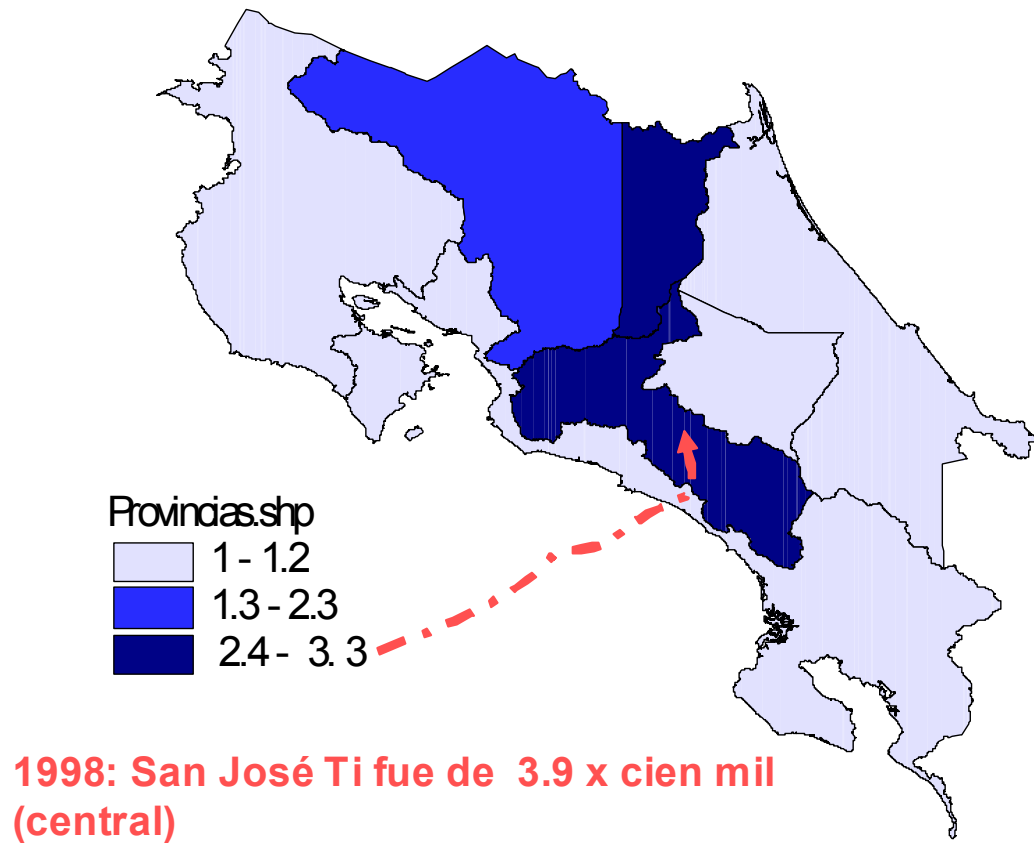 Provincias.shp
1 - 1.2
1.3 - 2.3
2.4 - 3. 3
1998: San José Ti fue de 3.9 x cien mil
(central)